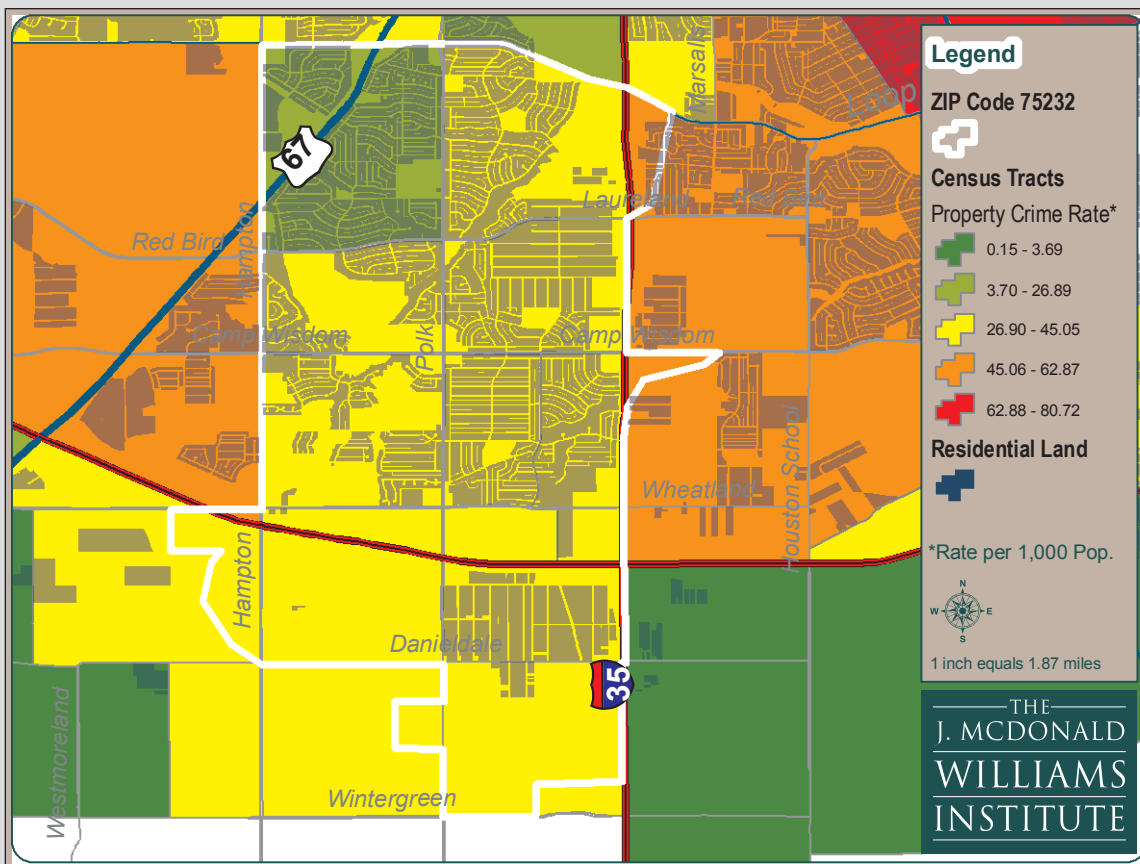 Marsalis
Loop
67
Laureland
Red Bird
Red Bird
Hampton
Camp Wisdom
Polk
Camp Wisdom
Wheatland
Houston School
Hampton
Danieldale
35
Westmoreland
Wintergreen
Legend
ZIP Code 75232
Census Tracts
Property Crime Rate*
0.15 - 3.69
3.70 - 26.89
26.90 - 45.05
45.06 - 62.87
62.88 - 80.72
Residential Land
*Rate per 1,000 Pop.
N
W E
S
1 inch equals 1.87 miles
THE
J. MCDONALD
WILLIAMS
INSTITUTE